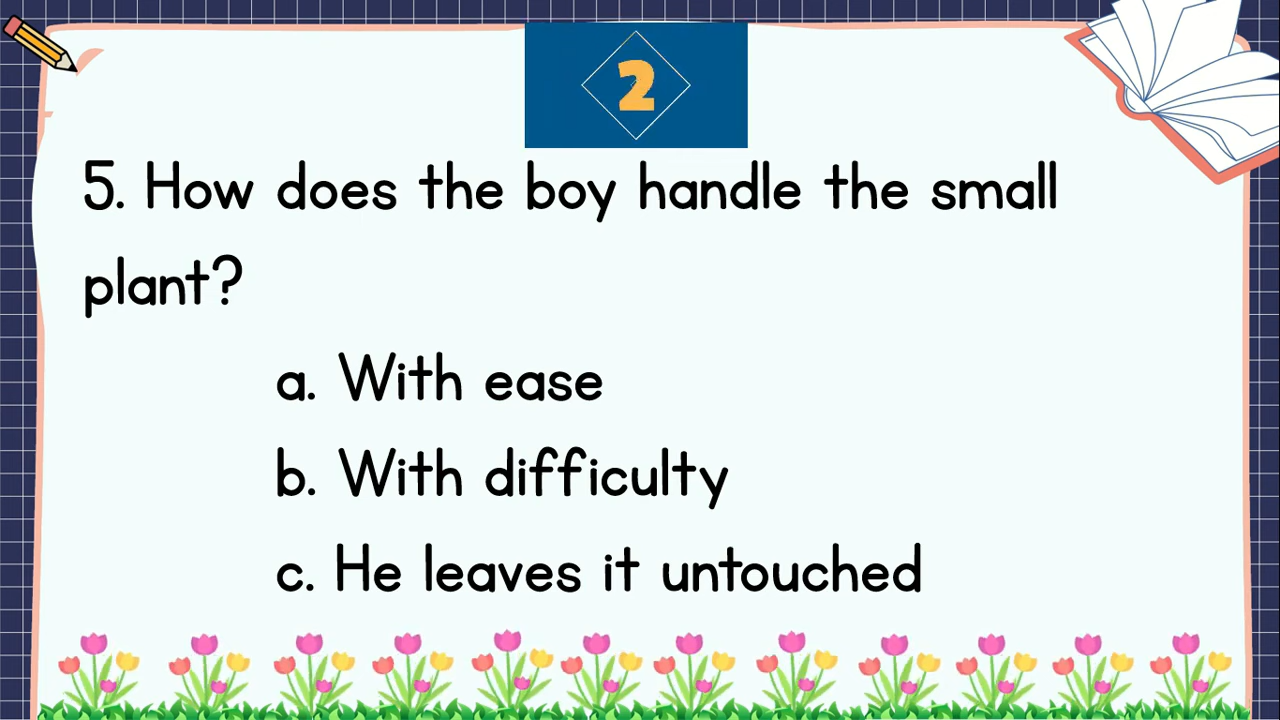 2
5. How does the boy handle the small
plant?
a. With ease
b. With difficulty
c. He leaves it untouched